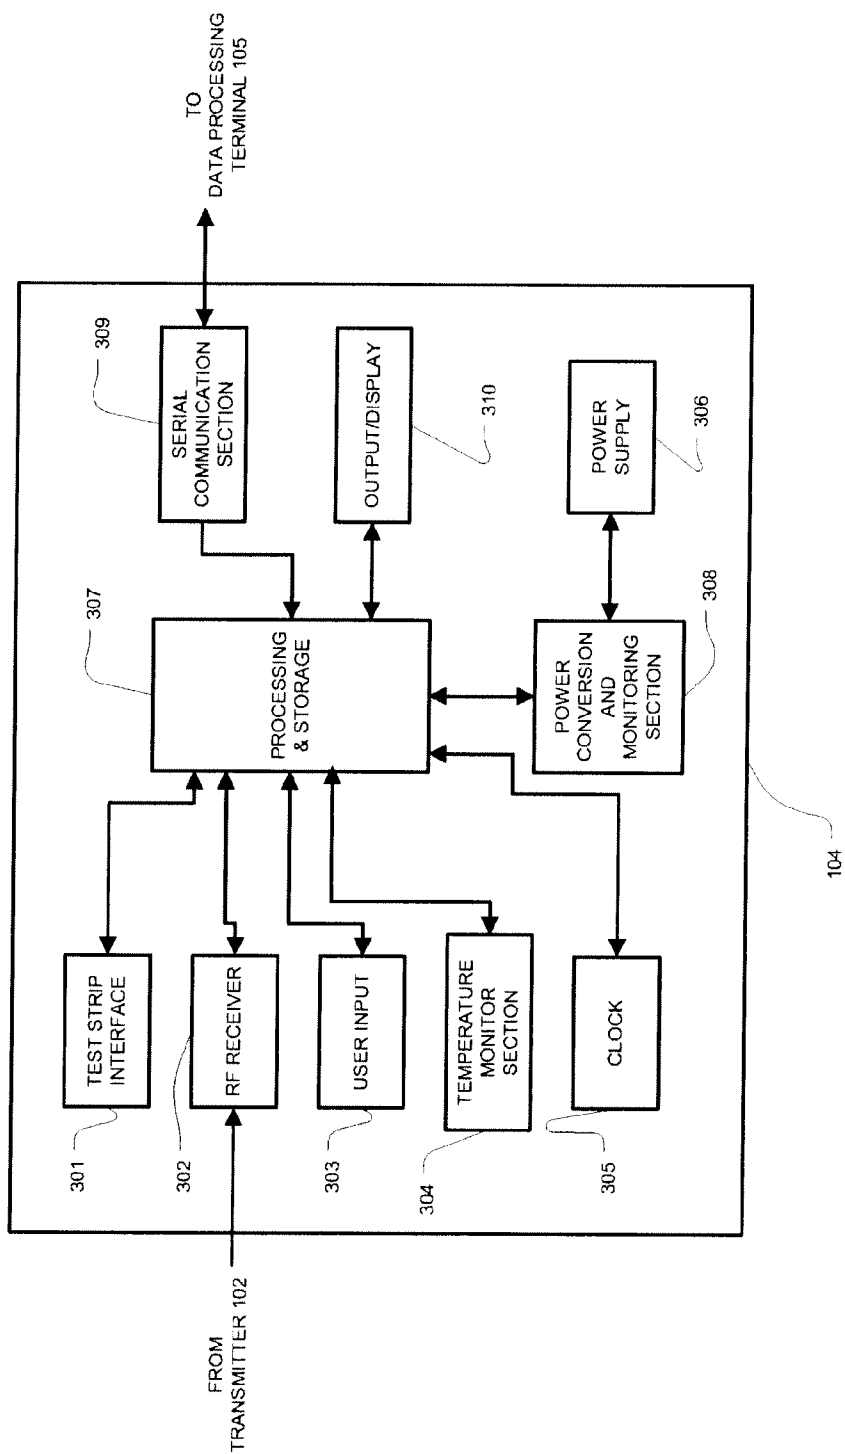 FROM
TRANSMITTER 102
301
TEST STRIP
INTERFACE
302
RF RECEIVER
303
USER INPUT
304
TEMPERATURE
MONITOR
SECTION
305
CLOCK
307
PROCESSING
& STORAGE
309
SERIAL
COMMUNICATION
SECTION
TO
DATA PROCESSING
TERMINAL 105
OUTPUT/DISPLAY
310
POWER
CONVERSION
AND
MONITORING
SECTION
308
POWER
SUPPLY
306
104